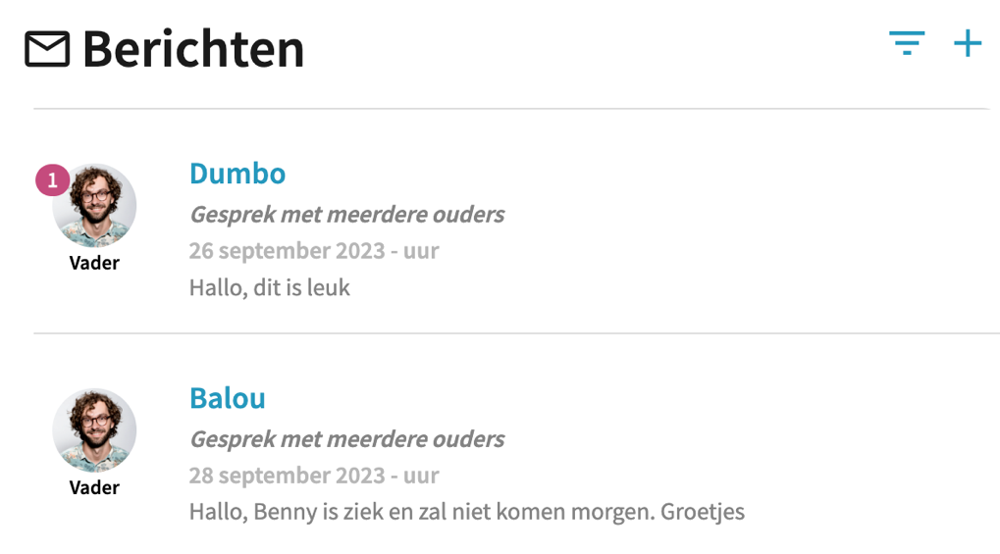 Berichten
1
Dumbo
Gesprek met meerdere ouders
26 september 2023 - uur
Hallo, dit is leuk
Vader
Balou
Gesprek met meerdere ouders
28 september 2023 - uur
Hallo, Benny is ziek en zal niet komen morgen. Groetjes
Vader